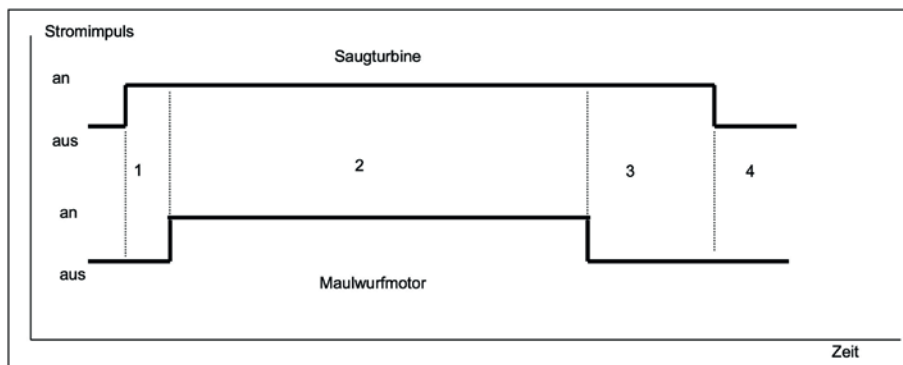 Stromimpuls
Saugturbine
an
aus
1
2
3
4
an
aus
Maulwurfmotor
Zeit